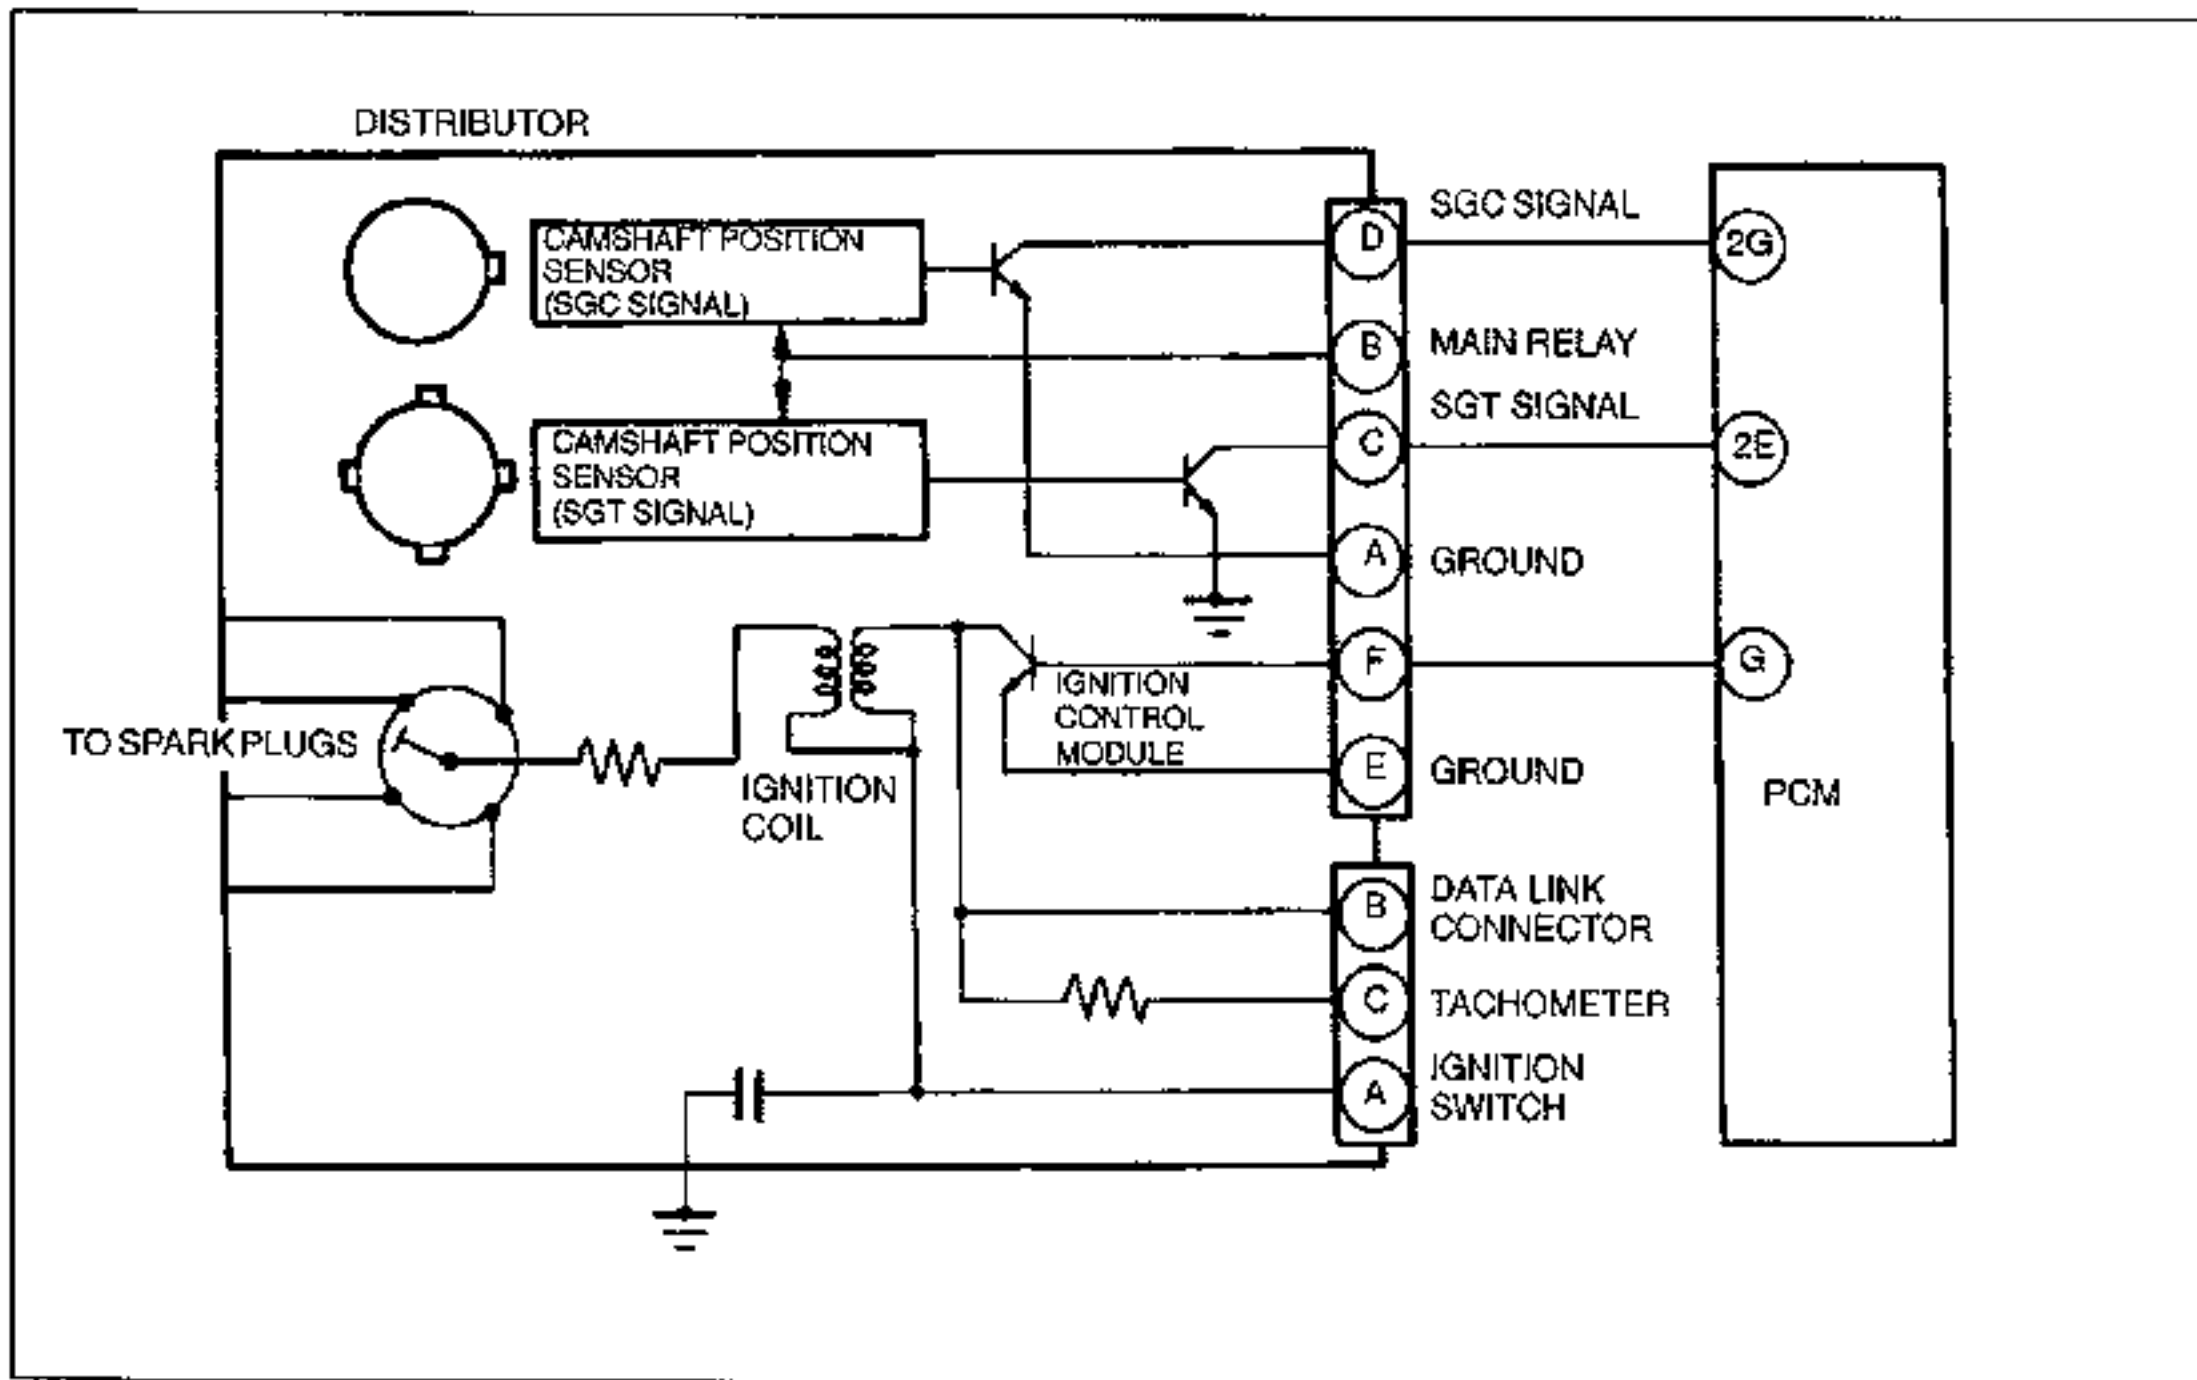 DISTRIBUTOR
CAMSHAFT POSITION
SENSOR
(SGC SIGNAL)
CAMSHAFT POSITION
SENSOR
(SGT SIGNAL)
TO SPARK PLUGS
IGNITION
COIL
IGNITION
CONTROL
MODULE
D
B
C
A
F
E
B
C
A
SGC SIGNAL
MAIN RELAY
SGT SIGNAL
GROUND
GROUND
DATA LINK
CONNECTOR
TACHOMETER
IGNITION
SWITCH
2G
2E
G
PCM